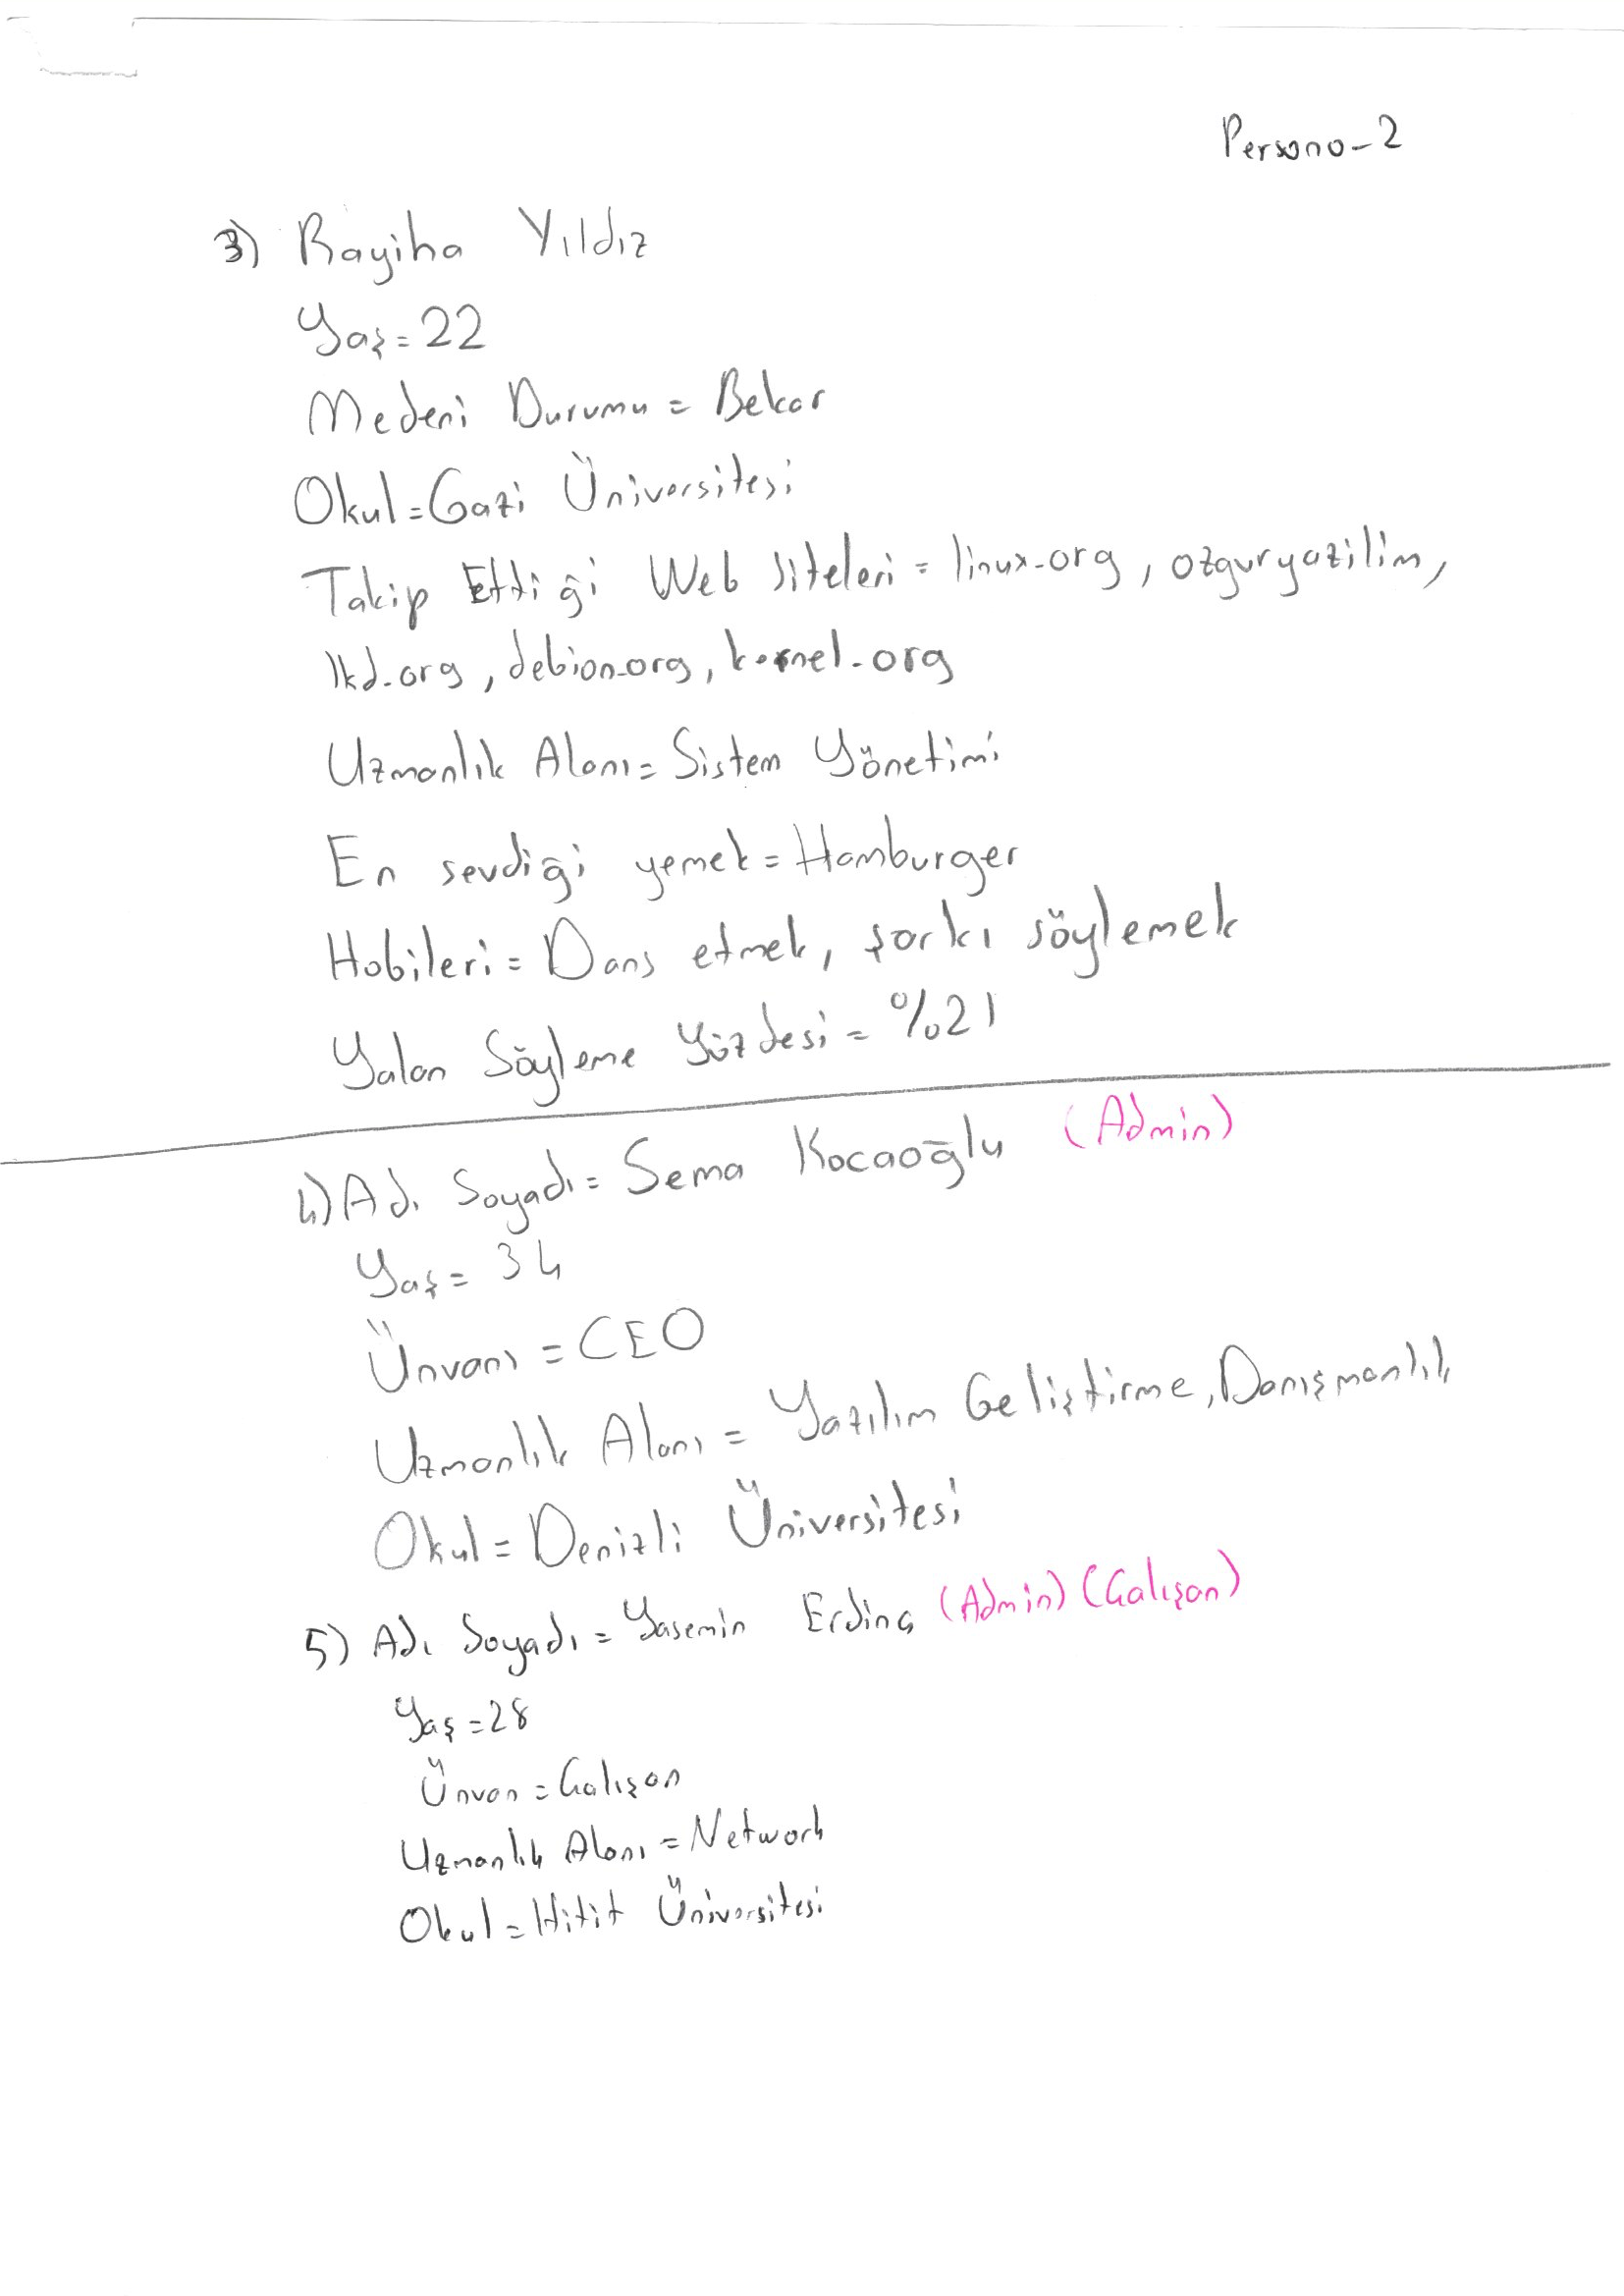 Persona-2
3) Rayiha Yıldız
Yaş=22
Medeni Durumu = Bekar
Okul=Gazi Üniversitesi
Takip Ettiği Web Siteleri = linux.org, ozguryazilim,
lkd.org, debian.org, kernel.org
Uzmanlık Alanı= Sistem Yönetimi
En sevdiği yemek= Hamburger
Hobileri= Dans etmek, şarkı söylemek
Yalan Söyleme Yüzdesi = %21
4) Adı Soyadı= Sema Kocaoğlu (Admin)
Yaş= 34
Ünvanı = CEO
Uzmanlık Alanı = Yazılım Geliştirme, Danışmanlık
Okul= Denizli Üniversitesi
5) Adı Soyadı = Yasemin Erdinç (Admin) (Çalışan)
Yaş=28
Ünvan = Çalışan
Uzmanlık Alanı = Network
Okul = Hitit Üniversitesi